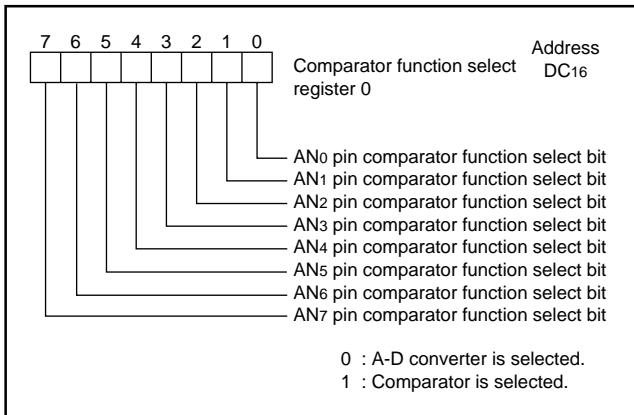 7 6 5 4 3 2 1 0
Comparator function select
register 0
Address
DC16
AN0 pin comparator function select bit
AN1 pin comparator function select bit
AN2 pin comparator function select bit
AN3 pin comparator function select bit
AN4 pin comparator function select bit
AN5 pin comparator function select bit
AN6 pin comparator function select bit
AN7 pin comparator function select bit
0 : A-D converter is selected.
1 : Comparator is selected.